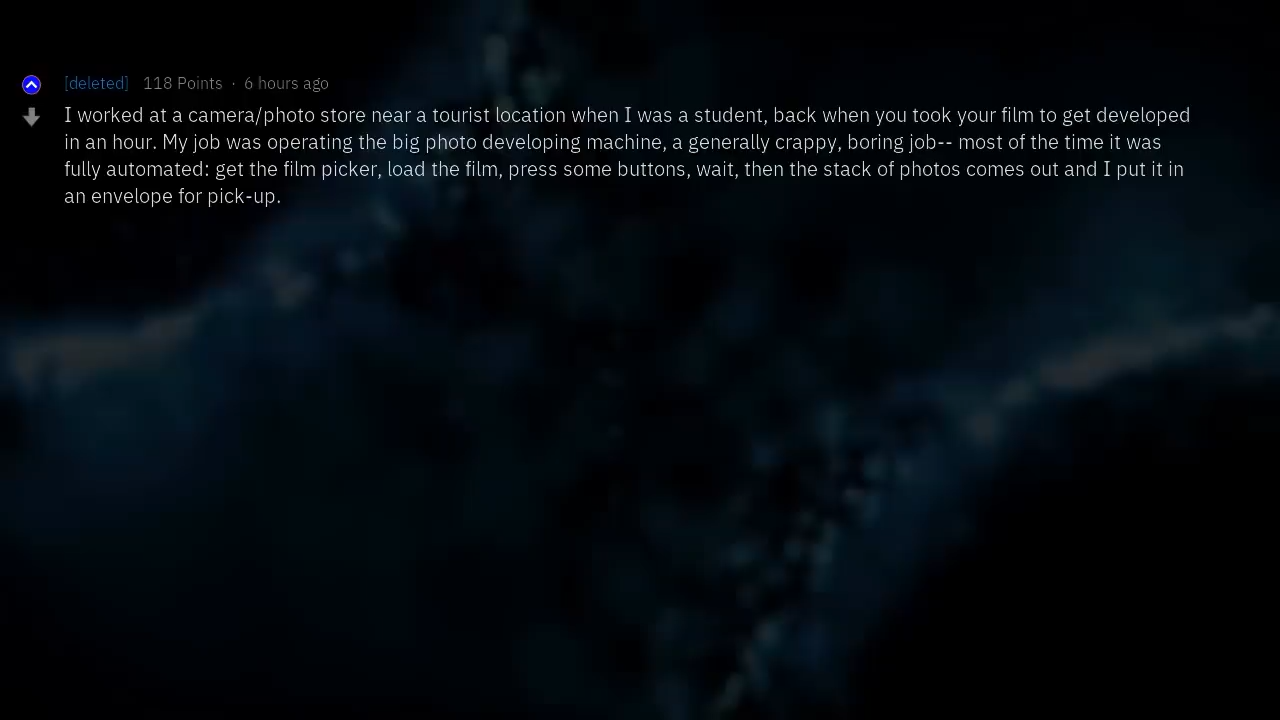 [deleted] 118 Points · 6 hours ago
I worked at a camera/photo store near a tourist location when I was a student, back when you took your film to get developed
in an hour. My job was operating the big photo developing machine, a generally crappy, boring job-- most of the time it was
fully automated: get the film picker, load the film, press some buttons, wait, then the stack of photos comes out and I put it in
an envelope for pick-up.